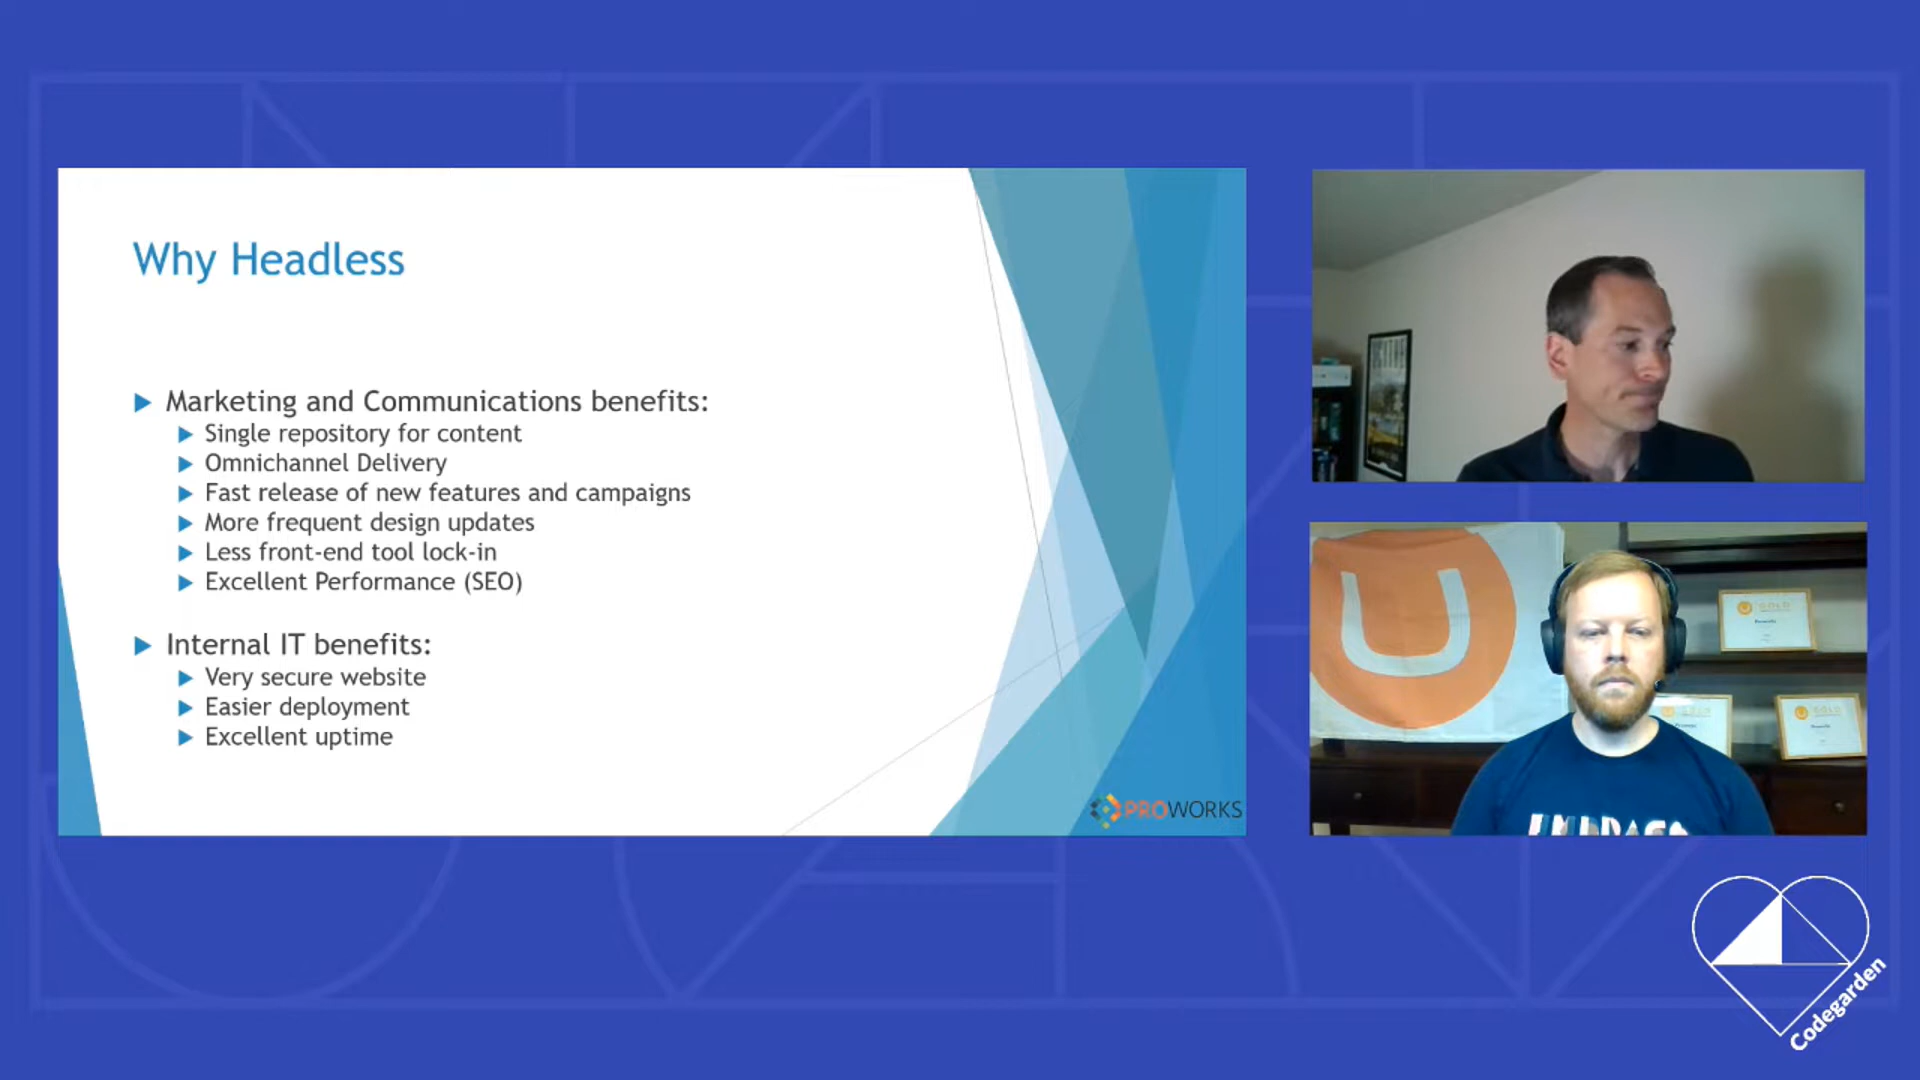 Why Headless
Marketing and Communications benefits:
Single repository for content
Omnichannel Delivery
Fast release of new features and campaigns
More frequent design updates
Less front-end tool lock-in
Excellent Performance (SEO)
Internal IT benefits:
Very secure website
Easier deployment
Excellent uptime
PROWORKS
GOLD
GOLD
Codegarden